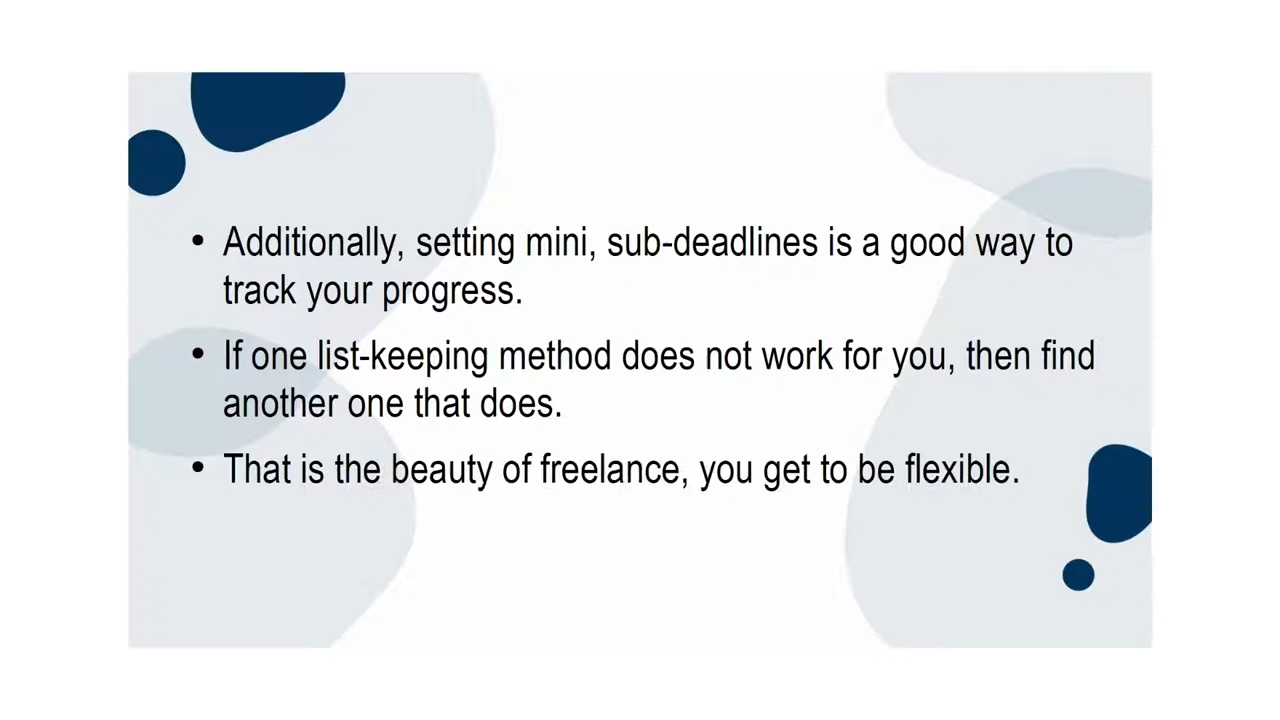 • Additionally, setting mini, sub-deadlines is a good way to
track your progress.
• If one list-keeping method does not work for you, then find
another one that does.
• That is the beauty of freelance, you get to be flexible.